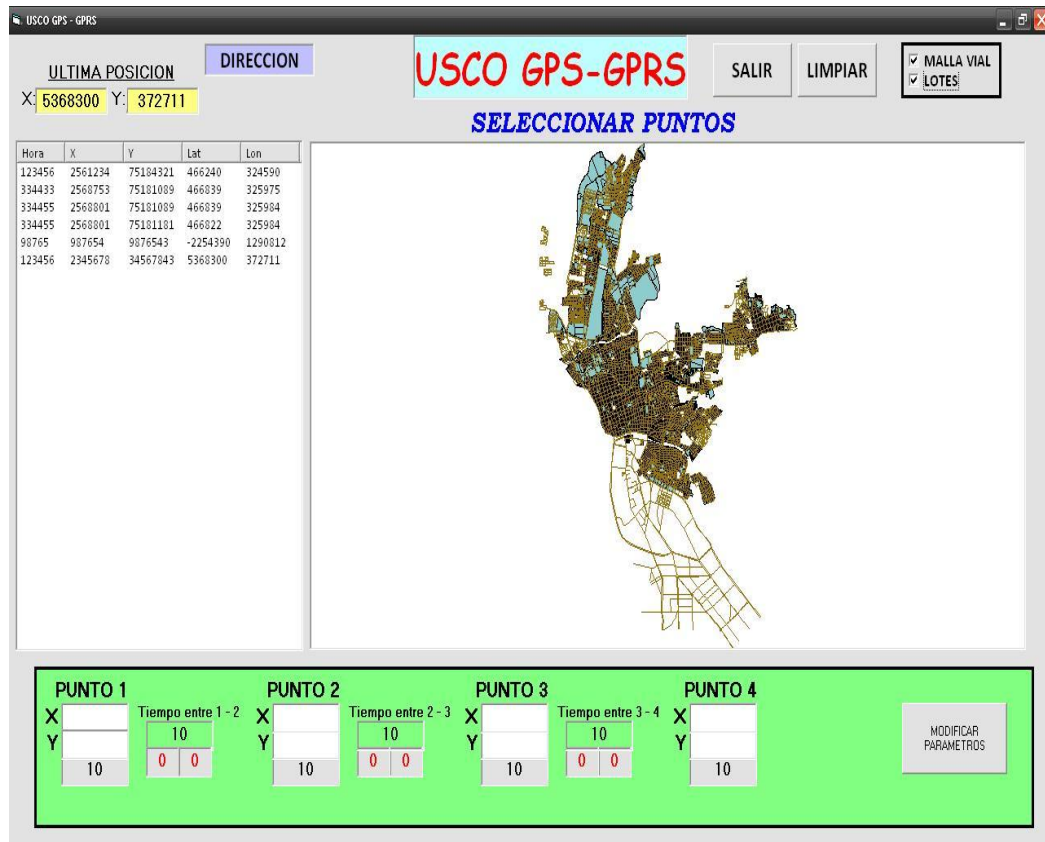 USCO GPS - GPRS
ULTIMA POSICION
DIRECCION
USCO GPS-GPRS
SALIR
LIMPIAR
MALLA VIAL
LOTES
X: 5368300 Y: 372711
SELECCIONAR PUNTOS
Hora X Y Lat Lon
123456 2561234 75184321 466240 324590
334433 2568753 75181089 466839 325975
334455 2568801 75181089 466839 325984
334455 2568801 75181181 466822 325984
98765 987654 9876543 -2254390 1290812
123456 2345678 34567843 5368300 372711
PUNTO 1 PUNTO 2 PUNTO 3 PUNTO 4
X Tiempo entre 1 - 2 X Tiempo entre 2 - 3 X Tiempo entre 3 - 4 X
Y 10 Y 10 Y 10 Y
10 0 0 10 0 0 10 0 0 10
MODIFICAR
PARAMETROS